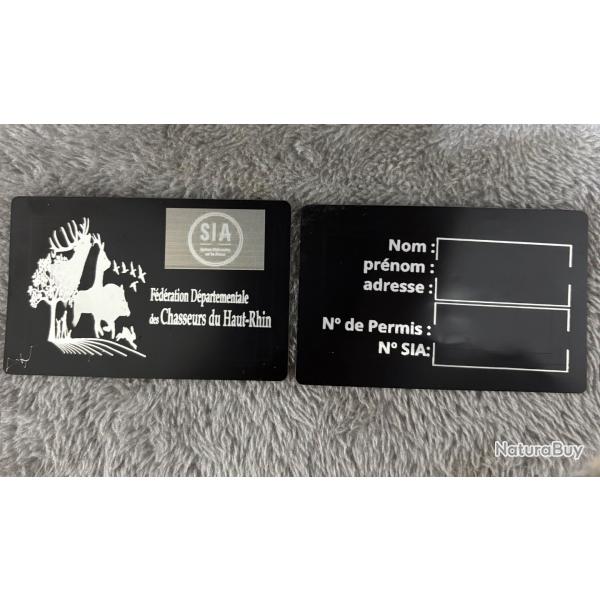 SIA
Fédération Départementale
des Chasseurs du Haut-Rhin
Nom :
prénom :
adresse :
N° de Permis :
N° SIA:
NaturaBuy